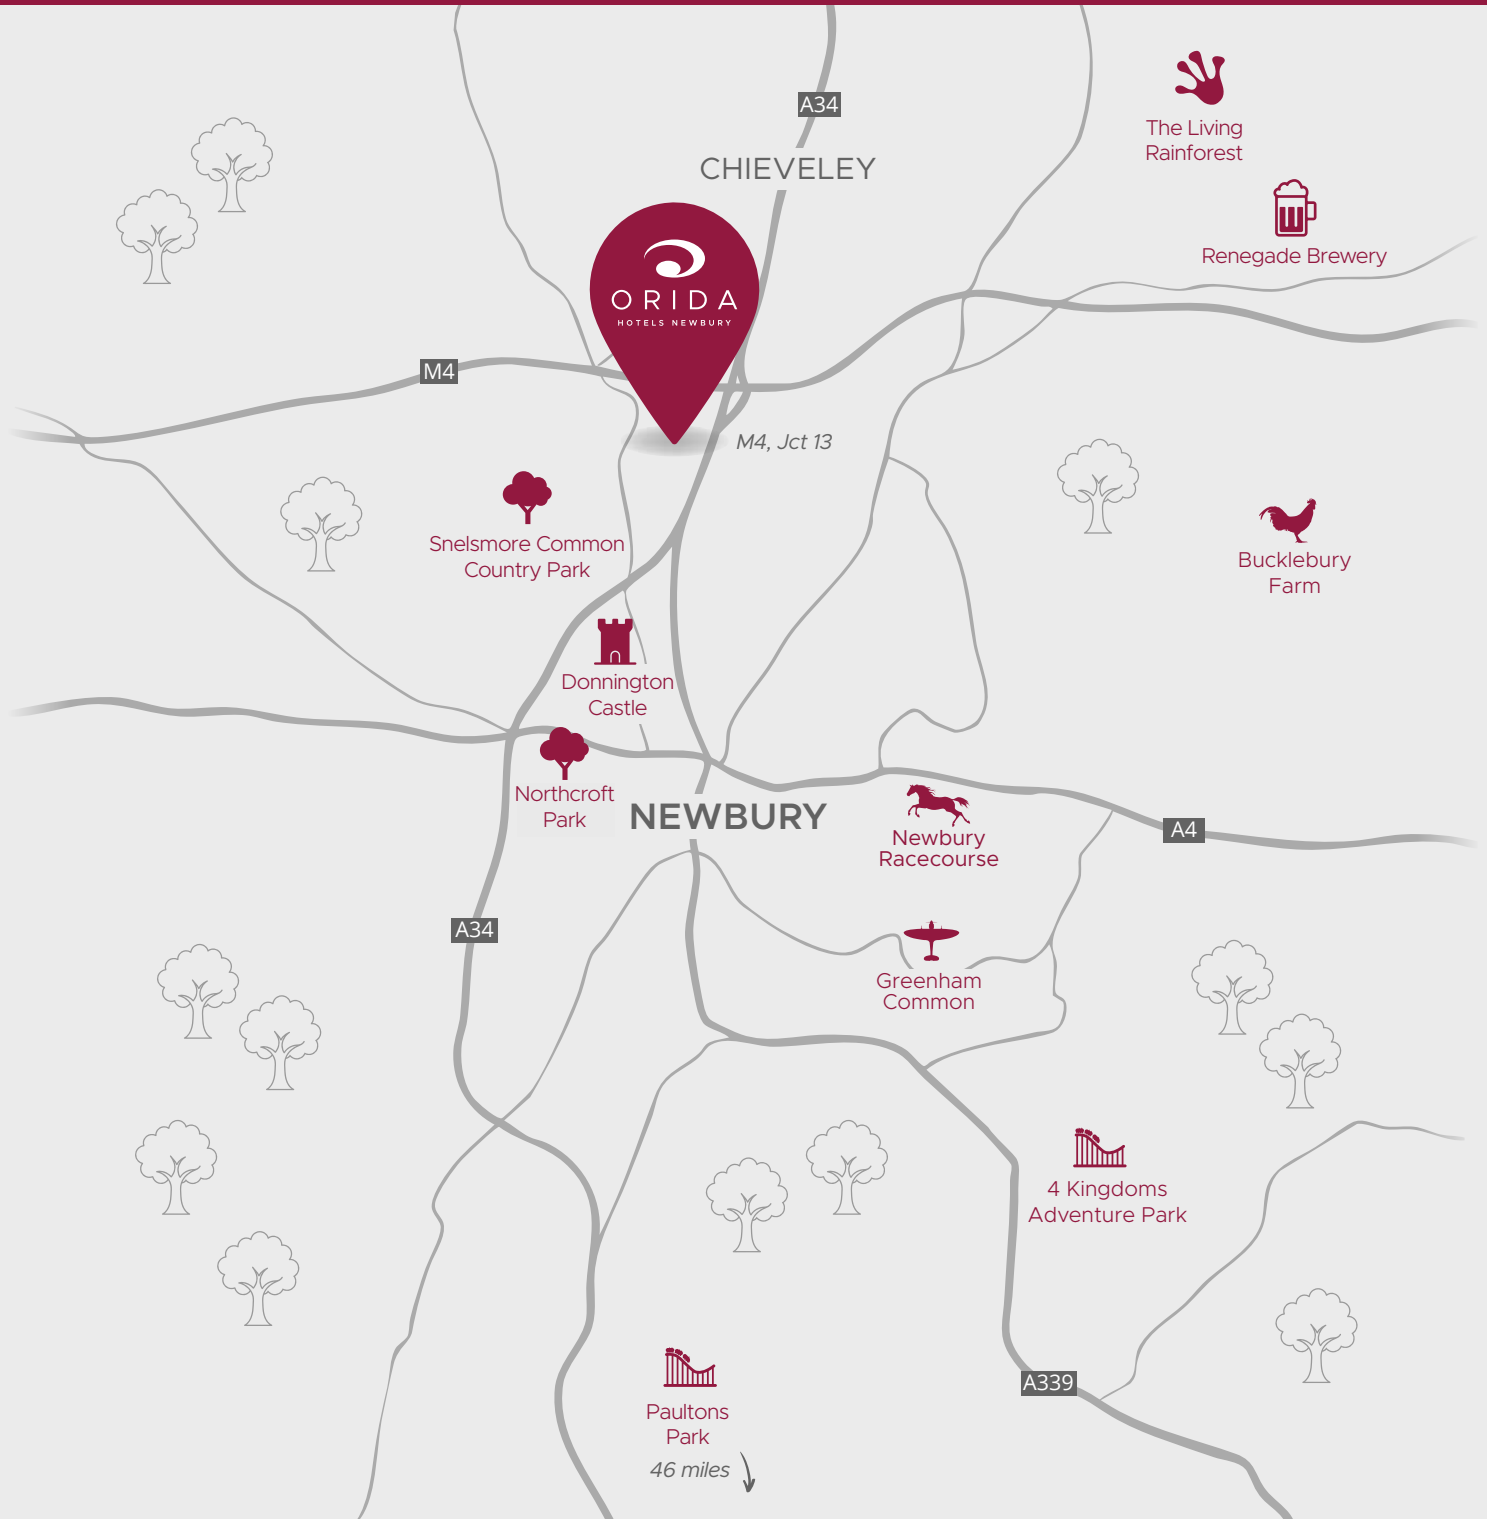 A34
The Living
Rainforest
CHIEVELEY
Renegade Brewery
ORIDA
HOTELS NEWBURY
M4
M4, Jct 13
Snelsmore Common
Country Park
Bucklebury
Farm
Donnington
Castle
Northcroft
Park
NEWBURY
A4
Newbury
Racecourse
A34
Greenham
Common
4 Kingdoms
Adventure Park
A339
Paultons
Park
46 miles